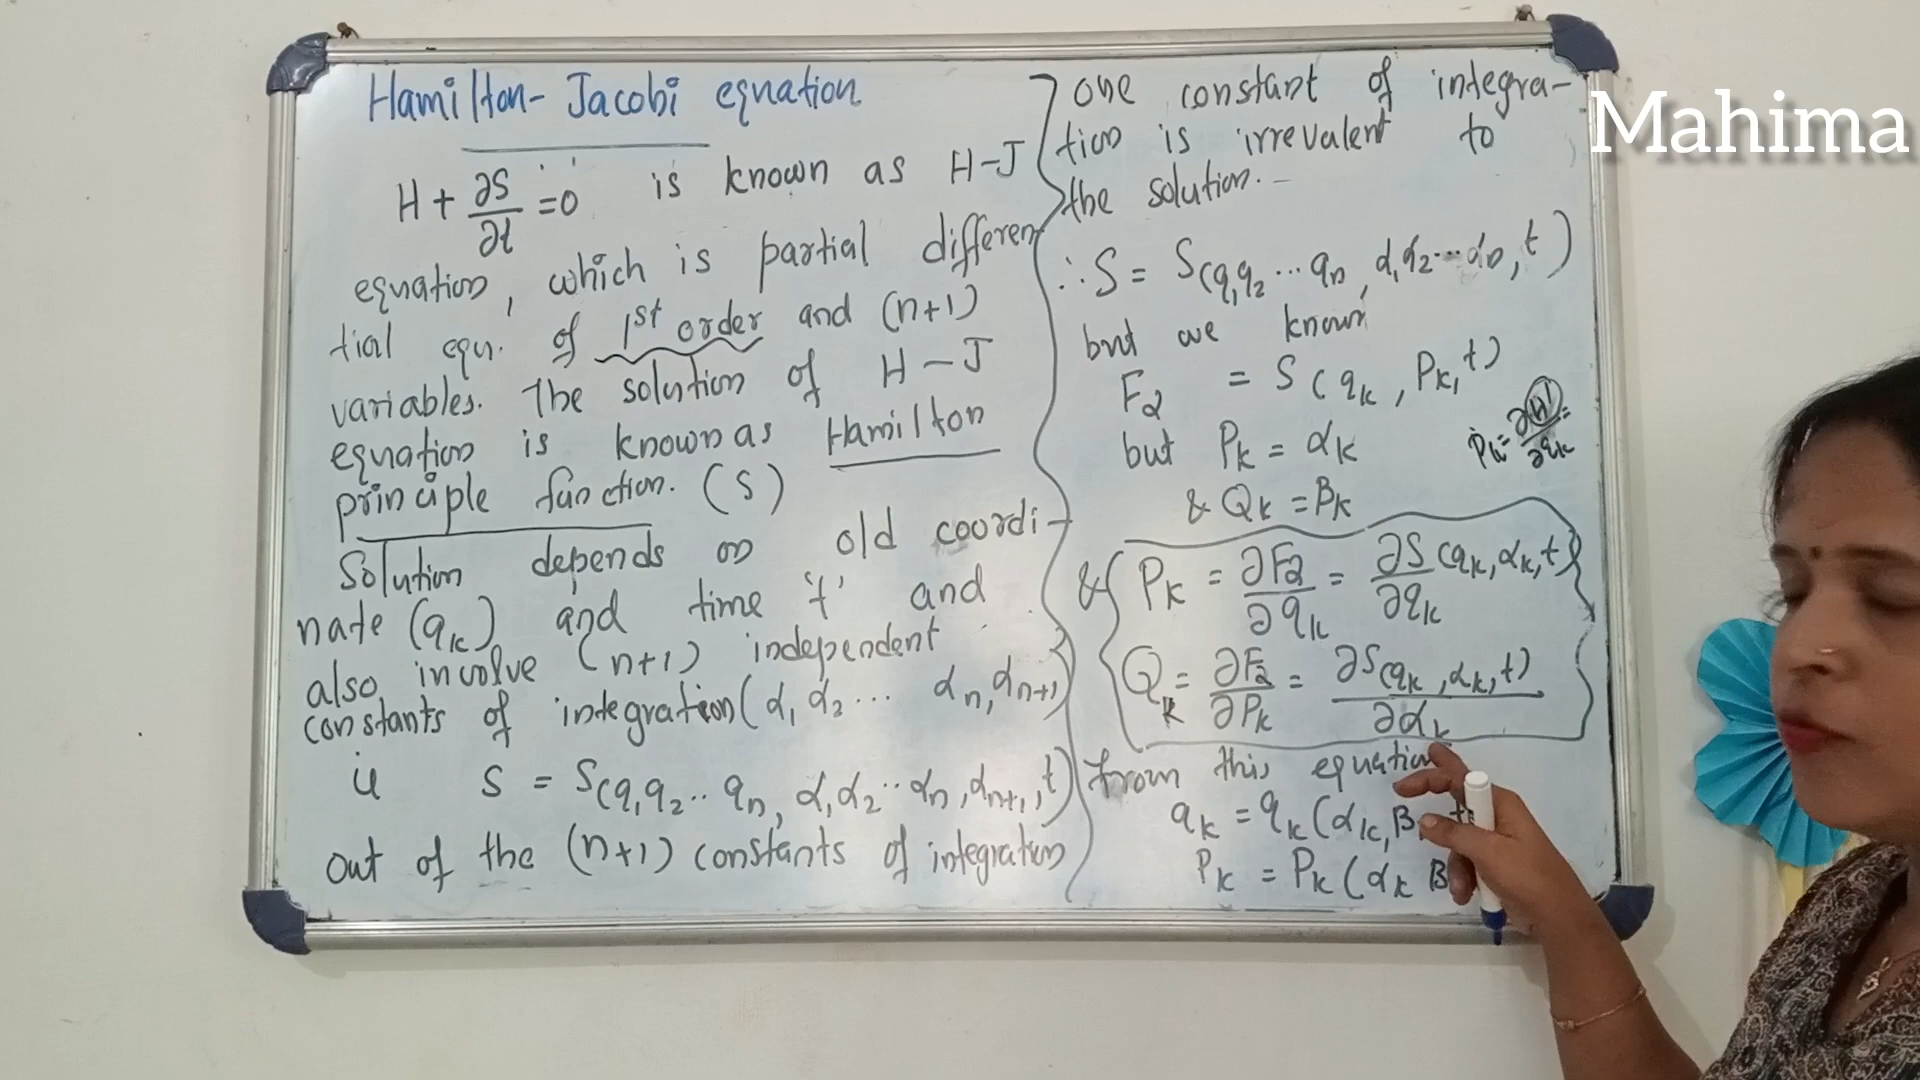 Hamilton-Jacobi equation
H + ∂S/∂t = 0 is known as H-J
equation, which is partial differen
tial equn. of 1st order and (n+1)
variables. The solution of H-J
equation is known as Hamilton
principle function. (S)
Solution depends on old coordi-
nate (qk) and time 't' and
also involve (n+1) independent
constants of integration (α1 α2 ... αn, αn+1)
ie S = S(q1 q2 .. qn, α1 α2 .. αn, αn+1, t)
out of the (n+1) constants of integration
one constant of integra-
tion is irrevalent to
the solution.
∴ S = S(q1 q2 ... qn, α1 α2 ... αn, t)
but we know
F2 = S(qk, Pk, t)
but Pk = αk
Ṗk = ∂H'/∂qk =
& Qk = βk
& Pk = ∂F2/∂qk = ∂S/∂qk (qk, αk, t)
Qk = ∂F2/∂Pk = ∂S(qk, αk, t)/∂αk
from this equation
qk = qk(αk, β
Pk = Pk(αk β
Mahima